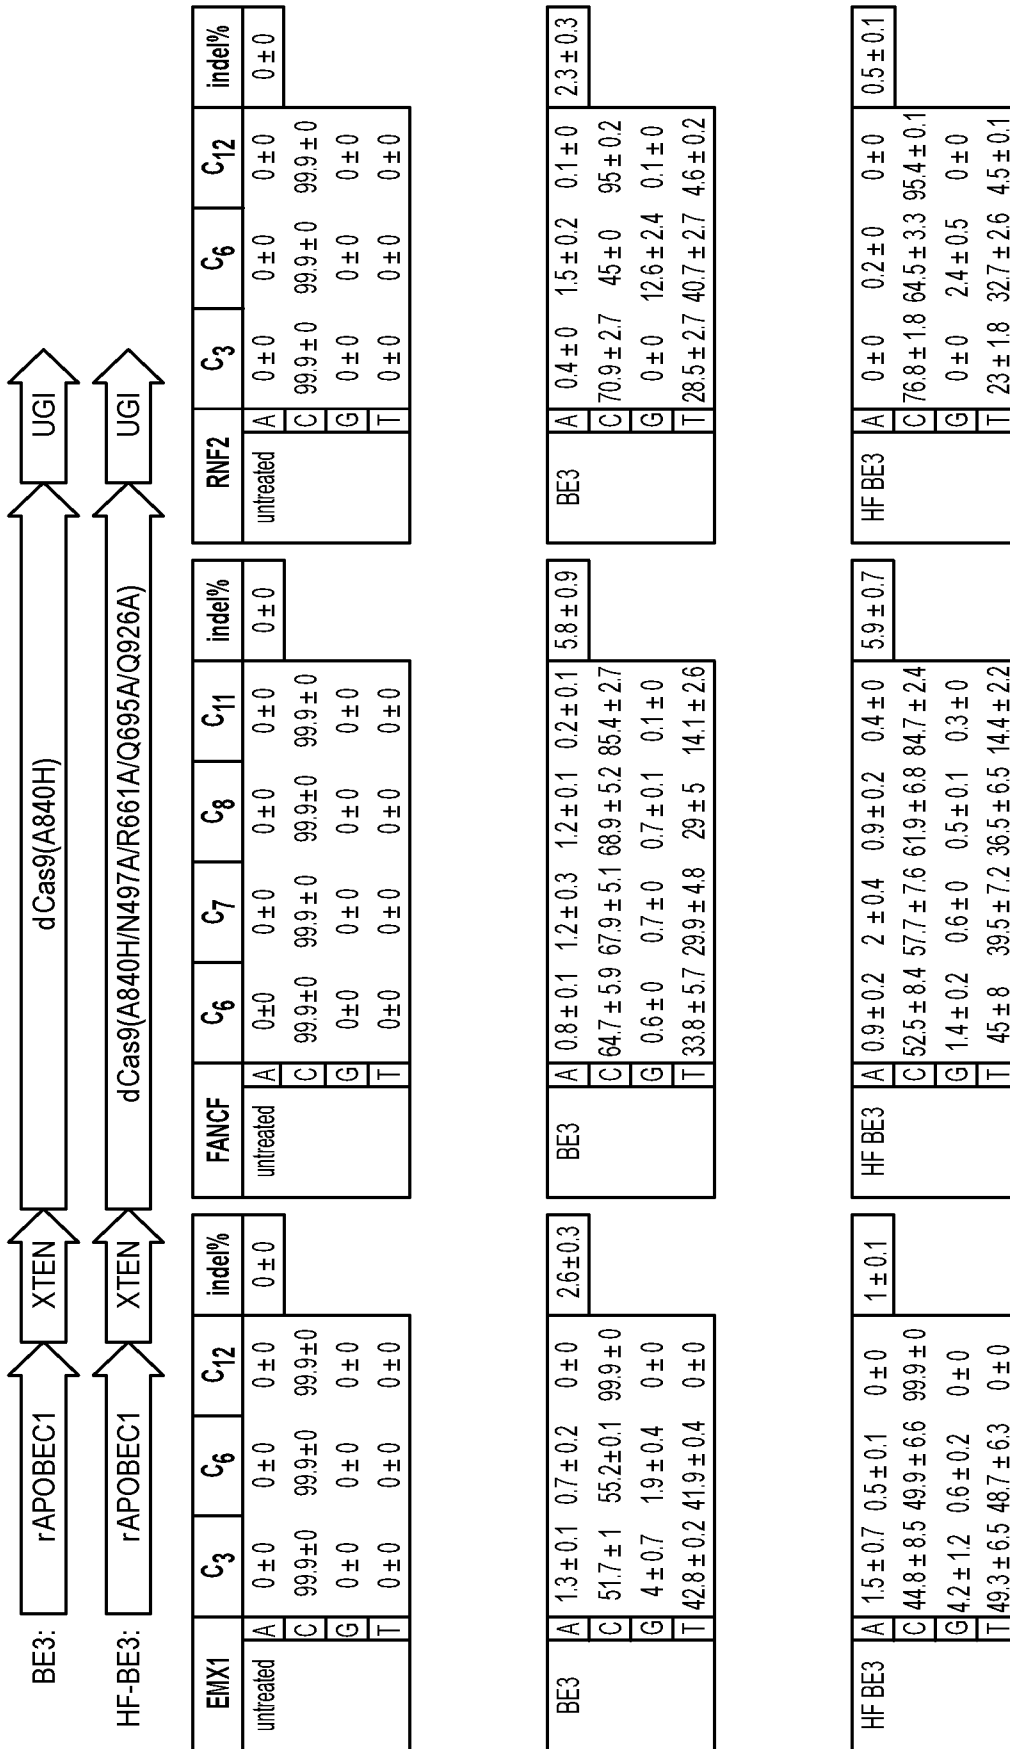 BE3: rAPOBEC1 XTEN dCas9(A840H) UGI
HF-BE3: rAPOBEC1 XTEN dCas9(A840H/N497A/R661A/Q695A/Q926A) UGI
EMX1 C3 C6 C12 indel%
untreated A 0 ± 0 0 ± 0 0 ± 0 0 ± 0
C 99.9±0 99.9±0 99.9±0
G 0 ± 0 0 ± 0 0 ± 0
T 0 ± 0 0 ± 0 0 ± 0
BE3 A 1.3 ± 0.1 0.7 ± 0.2 0 ± 0 2.6±0.3
C 51.7 ± 1 55.2±0.1 99.9 ± 0
G 4 ± 0.7 1.9 ± 0.4 0 ± 0
T 42.8 ± 0.2 41.9 ± 0.4 0 ± 0
HF BE3 A 1.5 ± 0.7 0.5 ± 0.1 0 ± 0 1 ± 0.1
C 44.8 ± 8.5 49.9 ± 6.6 99.9 ± 0
G 4.2 ± 1.2 0.6 ± 0.2 0 ± 0
T 49.3 ± 6.5 48.7 ± 6.3 0 ± 0
FANCF C6 C7 C8 C11 indel%
untreated A 0±0 0 ± 0 0 ± 0 0 ± 0 0 ± 0
C 99.9±0 99.9 ± 0 99.9±0 99.9 ± 0
G 0±0 0 ± 0 0 ± 0 0 ± 0
T 0±0 0 ± 0 0 ± 0 0 ± 0
BE3 A 0.8 ± 0.1 1.2 ± 0.3 1.2 ± 0.1 0.2 ± 0.1 5.8 ± 0.9
C 64.7 ± 5.9 67.9 ± 5.1 68.9 ± 5.2 85.4 ± 2.7
G 0.6 ± 0 0.7 ± 0 0.7 ± 0.1 0.1 ± 0
T 33.8 ± 5.7 29.9 ± 4.8 29 ± 5 14.1 ± 2.6
HF BE3 A 0.9 ± 0.2 2 ± 0.4 0.9 ± 0.2 0.4 ± 0 5.9 ± 0.7
C 52.5 ± 8.4 57.7 ± 7.6 61.9 ± 6.8 84.7 ± 2.4
G 1.4 ± 0.2 0.6 ± 0 0.5 ± 0.1 0.3 ± 0
T 45 ± 8 39.5 ± 7.2 36.5 ± 6.5 14.4 ± 2.2
RNF2 C3 C6 C12 indel%
untreated A 0 ± 0 0 ± 0 0 ± 0 0 ± 0
C 99.9 ± 0 99.9 ± 0 99.9 ± 0
G 0 ± 0 0 ± 0 0 ± 0
T 0 ± 0 0 ± 0 0 ± 0
BE3 A 0.4 ± 0 1.5 ± 0.2 0.1 ± 0 2.3 ± 0.3
C 70.9 ± 2.7 45 ± 0 95 ± 0.2
G 0 ± 0 12.6 ± 2.4 0.1 ± 0
T 28.5 ± 2.7 40.7 ± 2.7 4.6 ± 0.2
HF BE3 A 0 ± 0 0.2 ± 0 0 ± 0 0.5 ± 0.1
C 76.8 ± 1.8 64.5 ± 3.3 95.4 ± 0.1
G 0 ± 0 2.4 ± 0.5 0 ± 0
T 23 ± 1.8 32.7 ± 2.6 4.5 ± 0.1